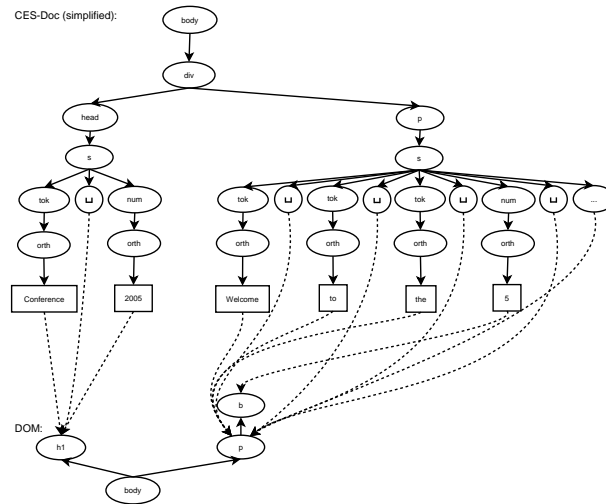 CES-Doc (simplified):
body
div
head
p
s
s
tok
␣
num
tok
␣
tok
␣
tok
␣
num
␣
...
orth
orth
orth
orth
orth
orth
Conference
2005
Welcome
to
the
5
b
DOM:
h1
p
body